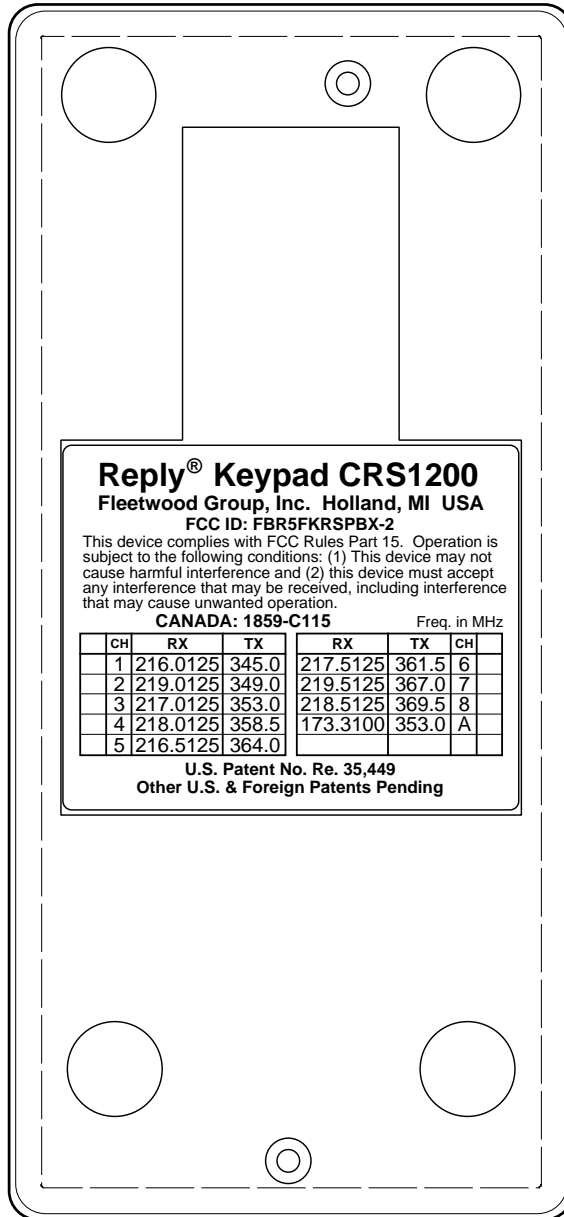 Reply® Keypad CRS1200
Fleetwood Group, Inc. Holland, MI USA
FCC ID: FBR5FKRSPBX-2
This device complies with FCC Rules Part 15. Operation is
subject to the following conditions: (1) This device may not
cause harmful interference and (2) this device must accept
any interference that may be received, including interference
that may cause unwanted operation.
CANADA: 1859-C115 Freq. in MHz
CH RX TX RX TX CH
1 216.0125 345.0 217.5125 361.5 6
2 219.0125 349.0 219.5125 367.0 7
3 217.0125 353.0 218.5125 369.5 8
4 218.0125 358.5 173.3100 353.0 A
5 216.5125 364.0
U.S. Patent No. Re. 35,449
Other U.S. & Foreign Patents Pending